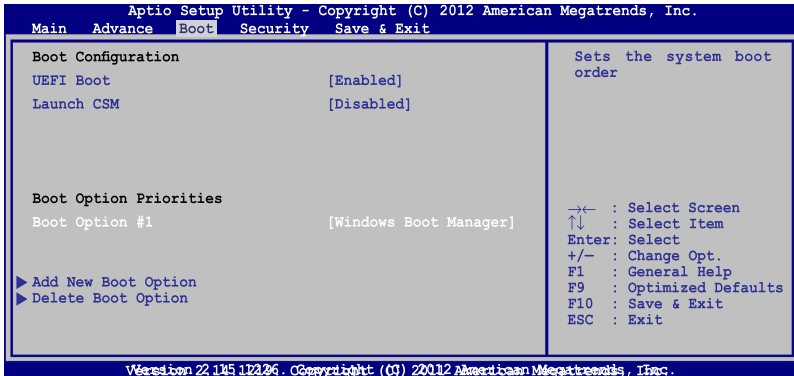 Aptio Setup Utility - Copyright (C) 2012 American Megatrends, Inc.
Main Advance Boot Security Save & Exit
Boot Configuration
UEFI Boot [Enabled]
Launch CSM [Disabled]
Boot Option Priorities
Boot Option #1 [Windows Boot Manager]
Add New Boot Option
Delete Boot Option
Sets the system boot
order
→← : Select Screen
↑↓ : Select Item
Enter: Select
+/— : Change Opt.
F1 : General Help
F9 : Optimized Defaults
F10 : Save & Exit
ESC : Exit
American Megatrends, Inc.